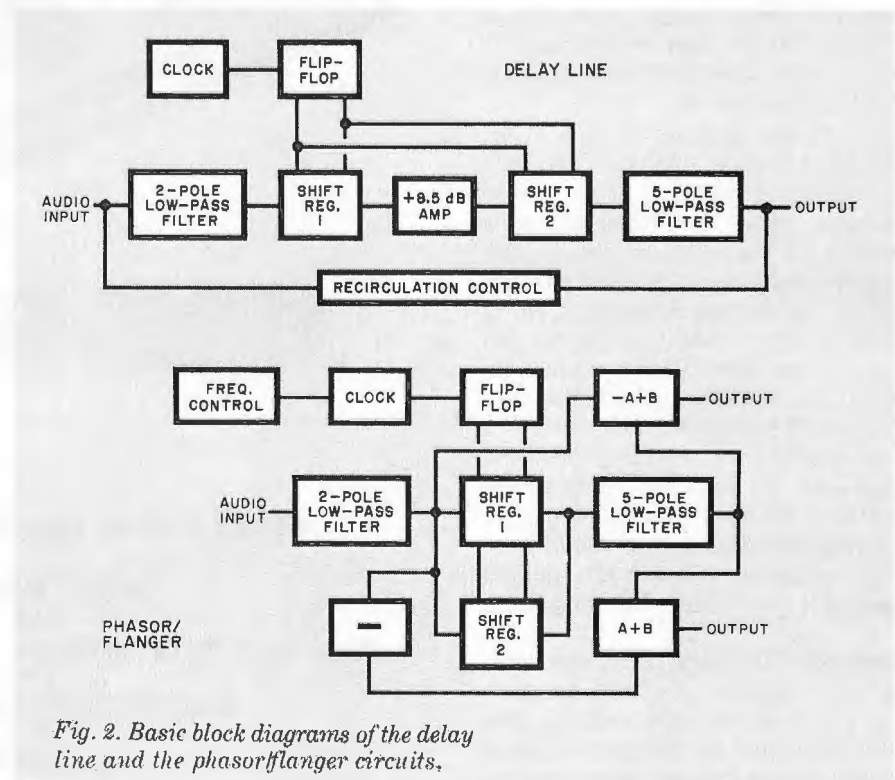 CLOCK
FLIP-
FLOP
DELAY LINE
AUDIO
INPUT
2-POLE
LOW-PASS
FILTER
SHIFT
REG.
1
+8.5 dB
AMP
SHIFT
REG.
2
5-POLE
LOW-PASS
FILTER
OUTPUT
RECIRCULATION CONTROL
FREQ.
CONTROL
CLOCK
FLIP-
FLOP
-A+B
OUTPUT
AUDIO
INPUT
2-POLE
LOW-PASS
FILTER
SHIFT
REG.
1
5-POLE
LOW-PASS
FILTER
PHASOR/
FLANGER
–
SHIFT
REG.
2
A+B
OUTPUT
Fig. 2. Basic block diagrams of the delay
line and the phasor/flanger circuits.